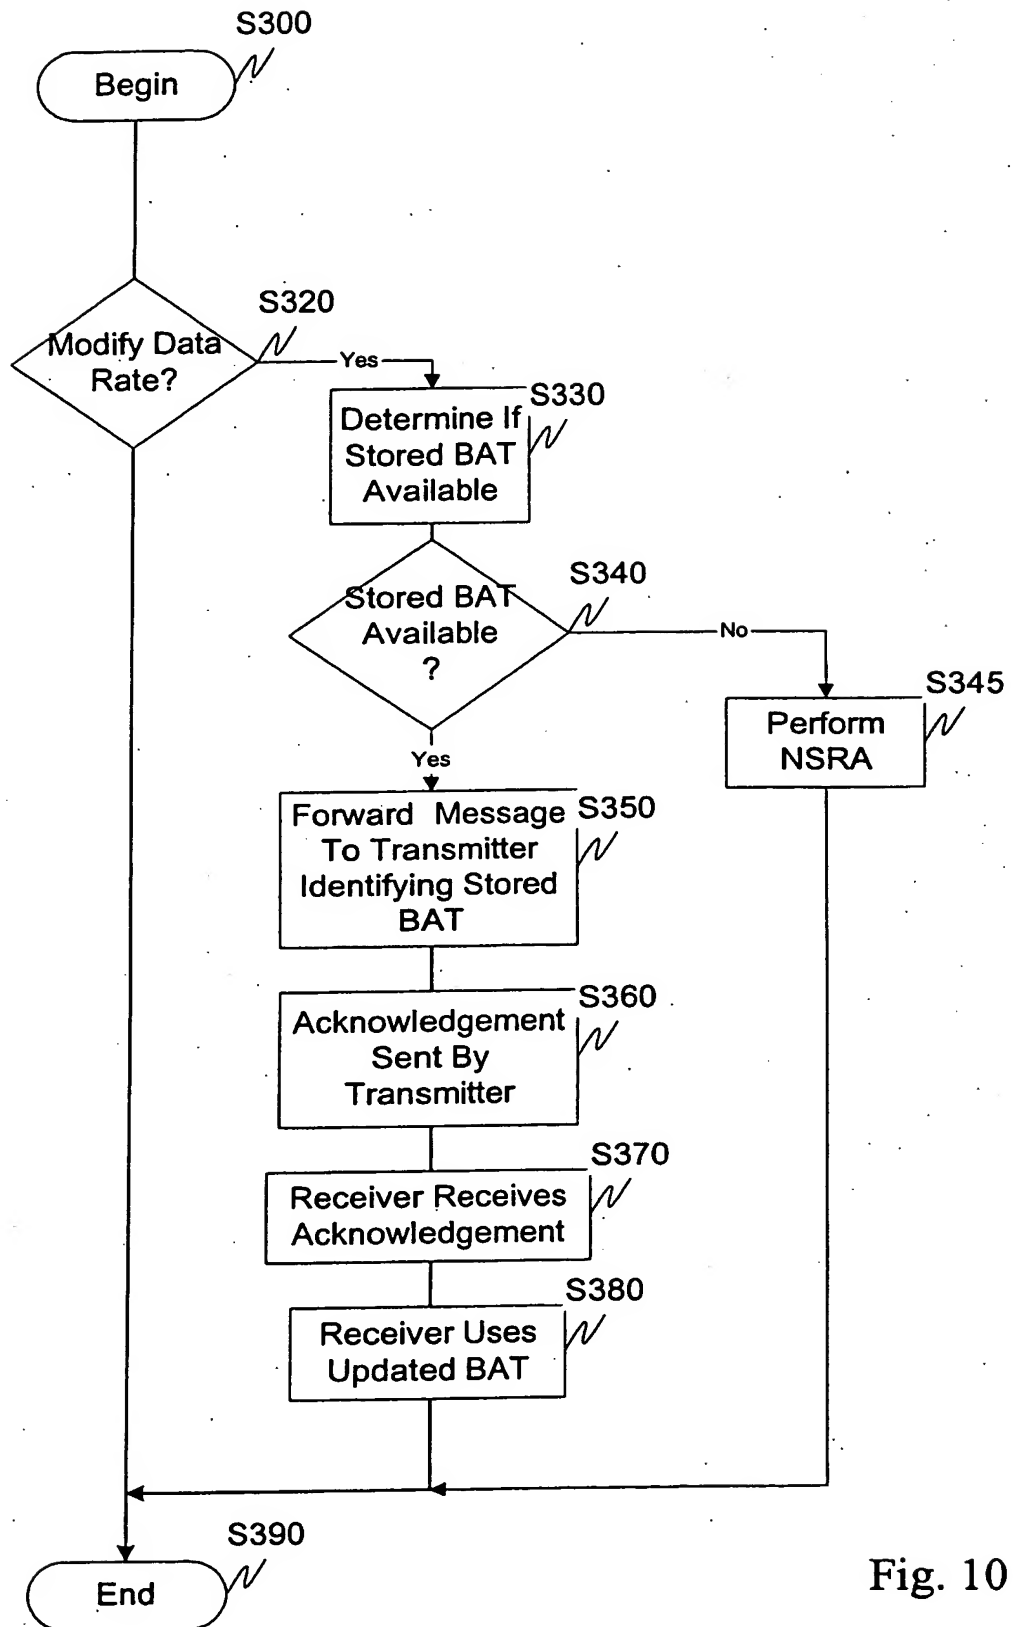 S300
Begin
S320
Modify Data
Rate?
Yes
S330
Determine If
Stored BAT
Available
S340
Stored BAT
Available
?
No
S345
Perform
NSRA
Yes
S350
Forward Message
To Transmitter
Identifying Stored
BAT
S360
Acknowledgement
Sent By
Transmitter
S370
Receiver Receives
Acknowledgement
S380
Receiver Uses
Updated BAT
S390
End
Fig. 10